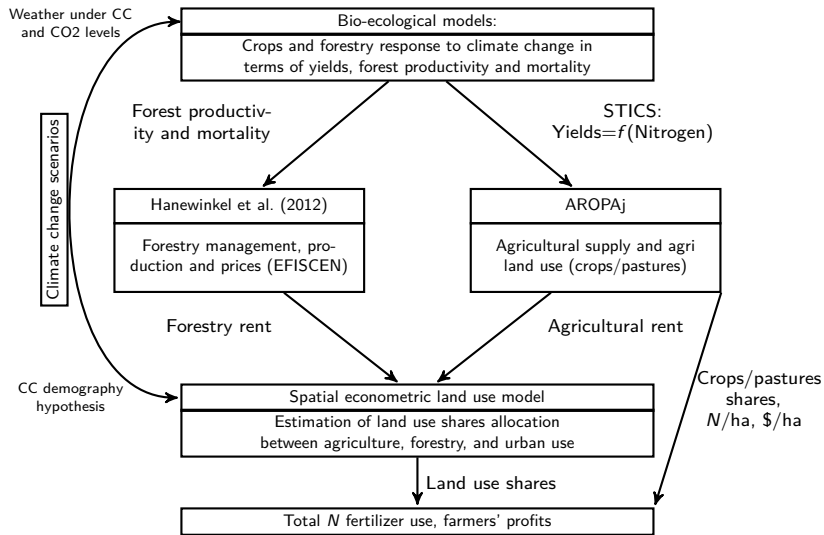 Weather under CC
and CO2 levels
Bio-ecological models:
Crops and forestry response to climate change in
terms of yields, forest productivity and mortality
Forest productiv-
ity and mortality
STICS:
Yields=f(Nitrogen)
Climate change scenarios
Hanewinkel et al. (2012)
Forestry management, pro-
duction and prices (EFISCEN)
AROPAj
Agricultural supply and agri
land use (crops/pastures)
Forestry rent
Agricultural rent
CC demography
hypothesis
Spatial econometric land use model
Estimation of land use shares allocation
between agriculture, forestry, and urban use
Crops/pastures
shares,
N/ha, $/ha
Land use shares
Total N fertilizer use, farmers' profits